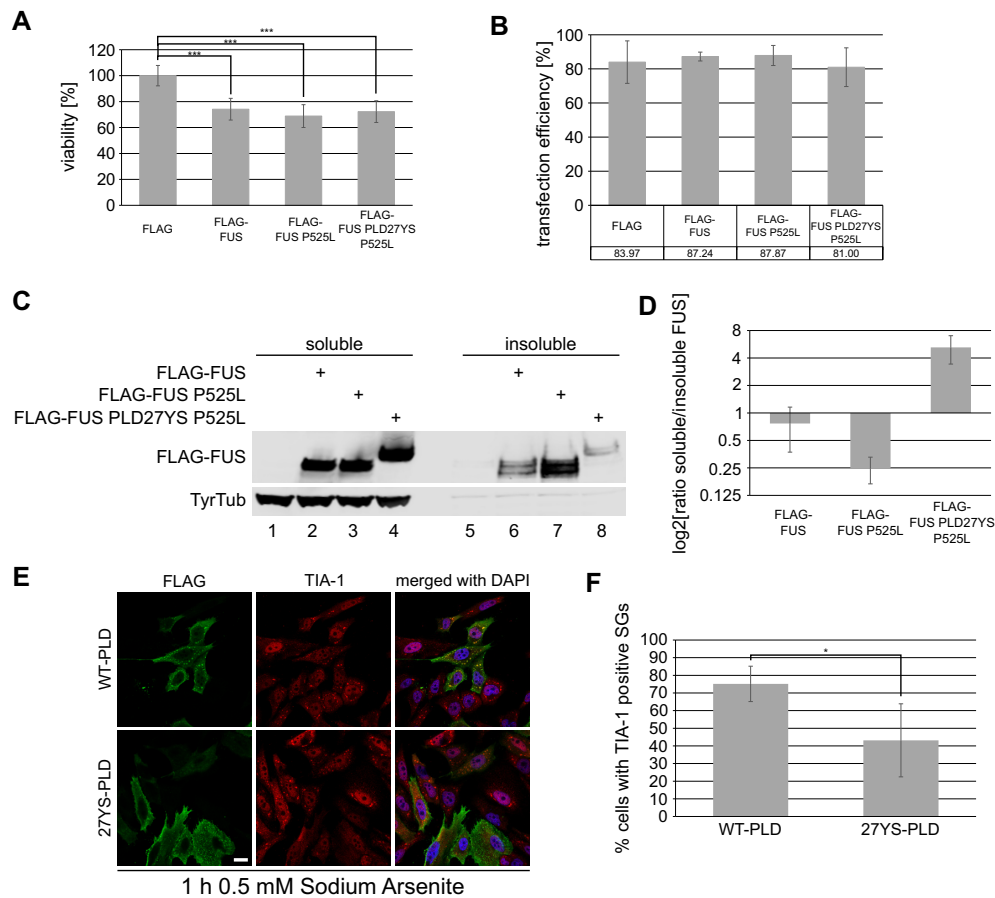 A
viability [%]
120
100
80
60
40
20
0
***
***
***
FLAG
FLAG-
FUS
FLAG-
FUS P525L
FLAG-
FUS PLD27YS
P525L
B
transfection efficiency [%]
100
80
60
40
20
0
FLAG
FLAG-
FUS
FLAG-
FUS P525L
FLAG-
FUS PLD27YS
P525L
83.97
87.24
87.87
81.00
C
soluble
insoluble
FLAG-FUS + +
FLAG-FUS P525L + +
FLAG-FUS PLD27YS P525L + +
FLAG-FUS
TyrTub
1 2 3 4 5 6 7 8
D
log2[ratio soluble/insoluble FUS]
8
4
2
1
0.5
0.25
0.125
FLAG-
FUS
FLAG-
FUS P525L
FLAG-
FUS PLD27YS
P525L
E
FLAG
TIA-1
merged with DAPI
WT-PLD
27YS-PLD
1 h 0.5 mM Sodium Arsenite
F
% cells with TIA-1 positive SGs
100
90
80
70
60
50
40
30
20
10
0
*
WT-PLD
27YS-PLD